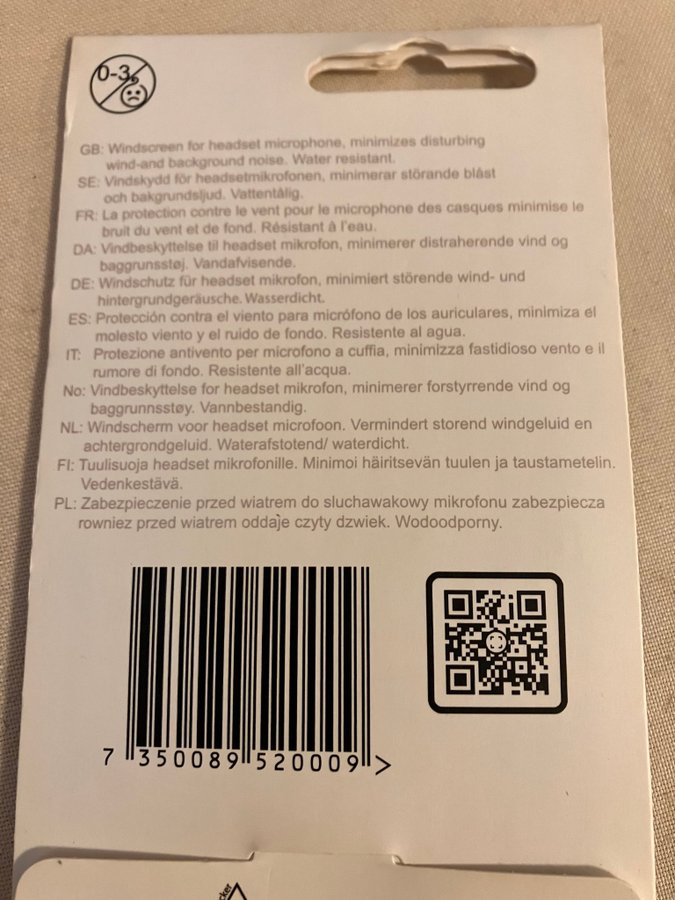 0-3
GB: Windscreen for headset microphone, minimizes disturbing
wind-and background noise. Water resistant.
SE: Vindskydd för headsetmikrofonen, minimerar störande blåst
och bakgrundsljud. Vattentålig.
FR: La protection contre le vent pour le microphone des casques minimise le
bruit du vent et de fond. Résistant à l'eau.
DA: Vindbeskyttelse til headset mikrofon, minimerer distraherende vind og
baggrunsstøj. Vandafvisende.
DE: Windschutz für headset mikrofon, minimiert störende wind- und
hintergrundgeräusche. Wasserdicht.
ES: Protección contra el viento para micrófono de los auriculares, minimiza el
molesto viento y el ruido de fondo. Resistente al agua.
IT: Protezione antivento per microfono a cuffia, minimizza fastidioso vento e il
rumore di fondo. Resistente all'acqua.
No: Vindbeskyttelse for headset mikrofon, minimerer forstyrrende vind og
baggrunnsstøy. Vannbestandig.
NL: Windscherm voor headset microfoon. Vermindert storend windgeluid en
achtergrondgeluid. Waterafstotend/ waterdicht.
FI: Tuulisuoja headset mikrofonille. Minimoi häiritsevän tuulen ja taustametelin.
Vedenkestävä.
PL: Zabezpieczenie przed wiatrem do sluchawakowy mikrofonu zabezpiecza
rowniez przed wiatrem oddaje czyty dzwiek. Wodoodporny.
7 350089 520009 >